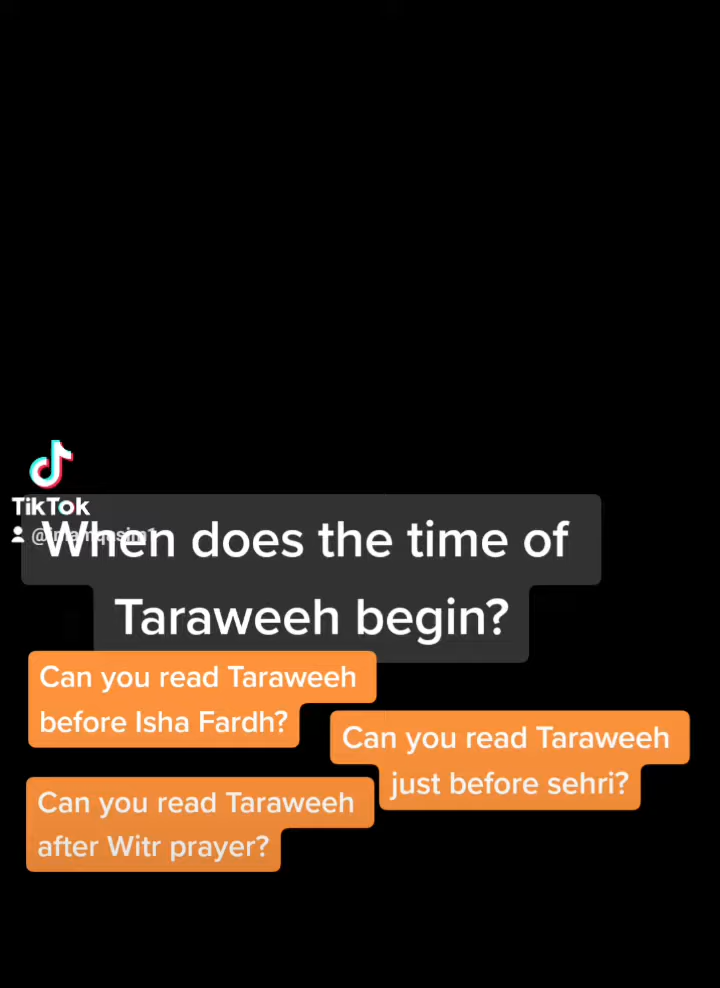 TikTok
When does the time of
Taraweeh begin?
Can you read Taraweeh
before Isha Fardh?
Can you read Taraweeh
just before sehri?
Can you read Taraweeh
after Witr prayer?